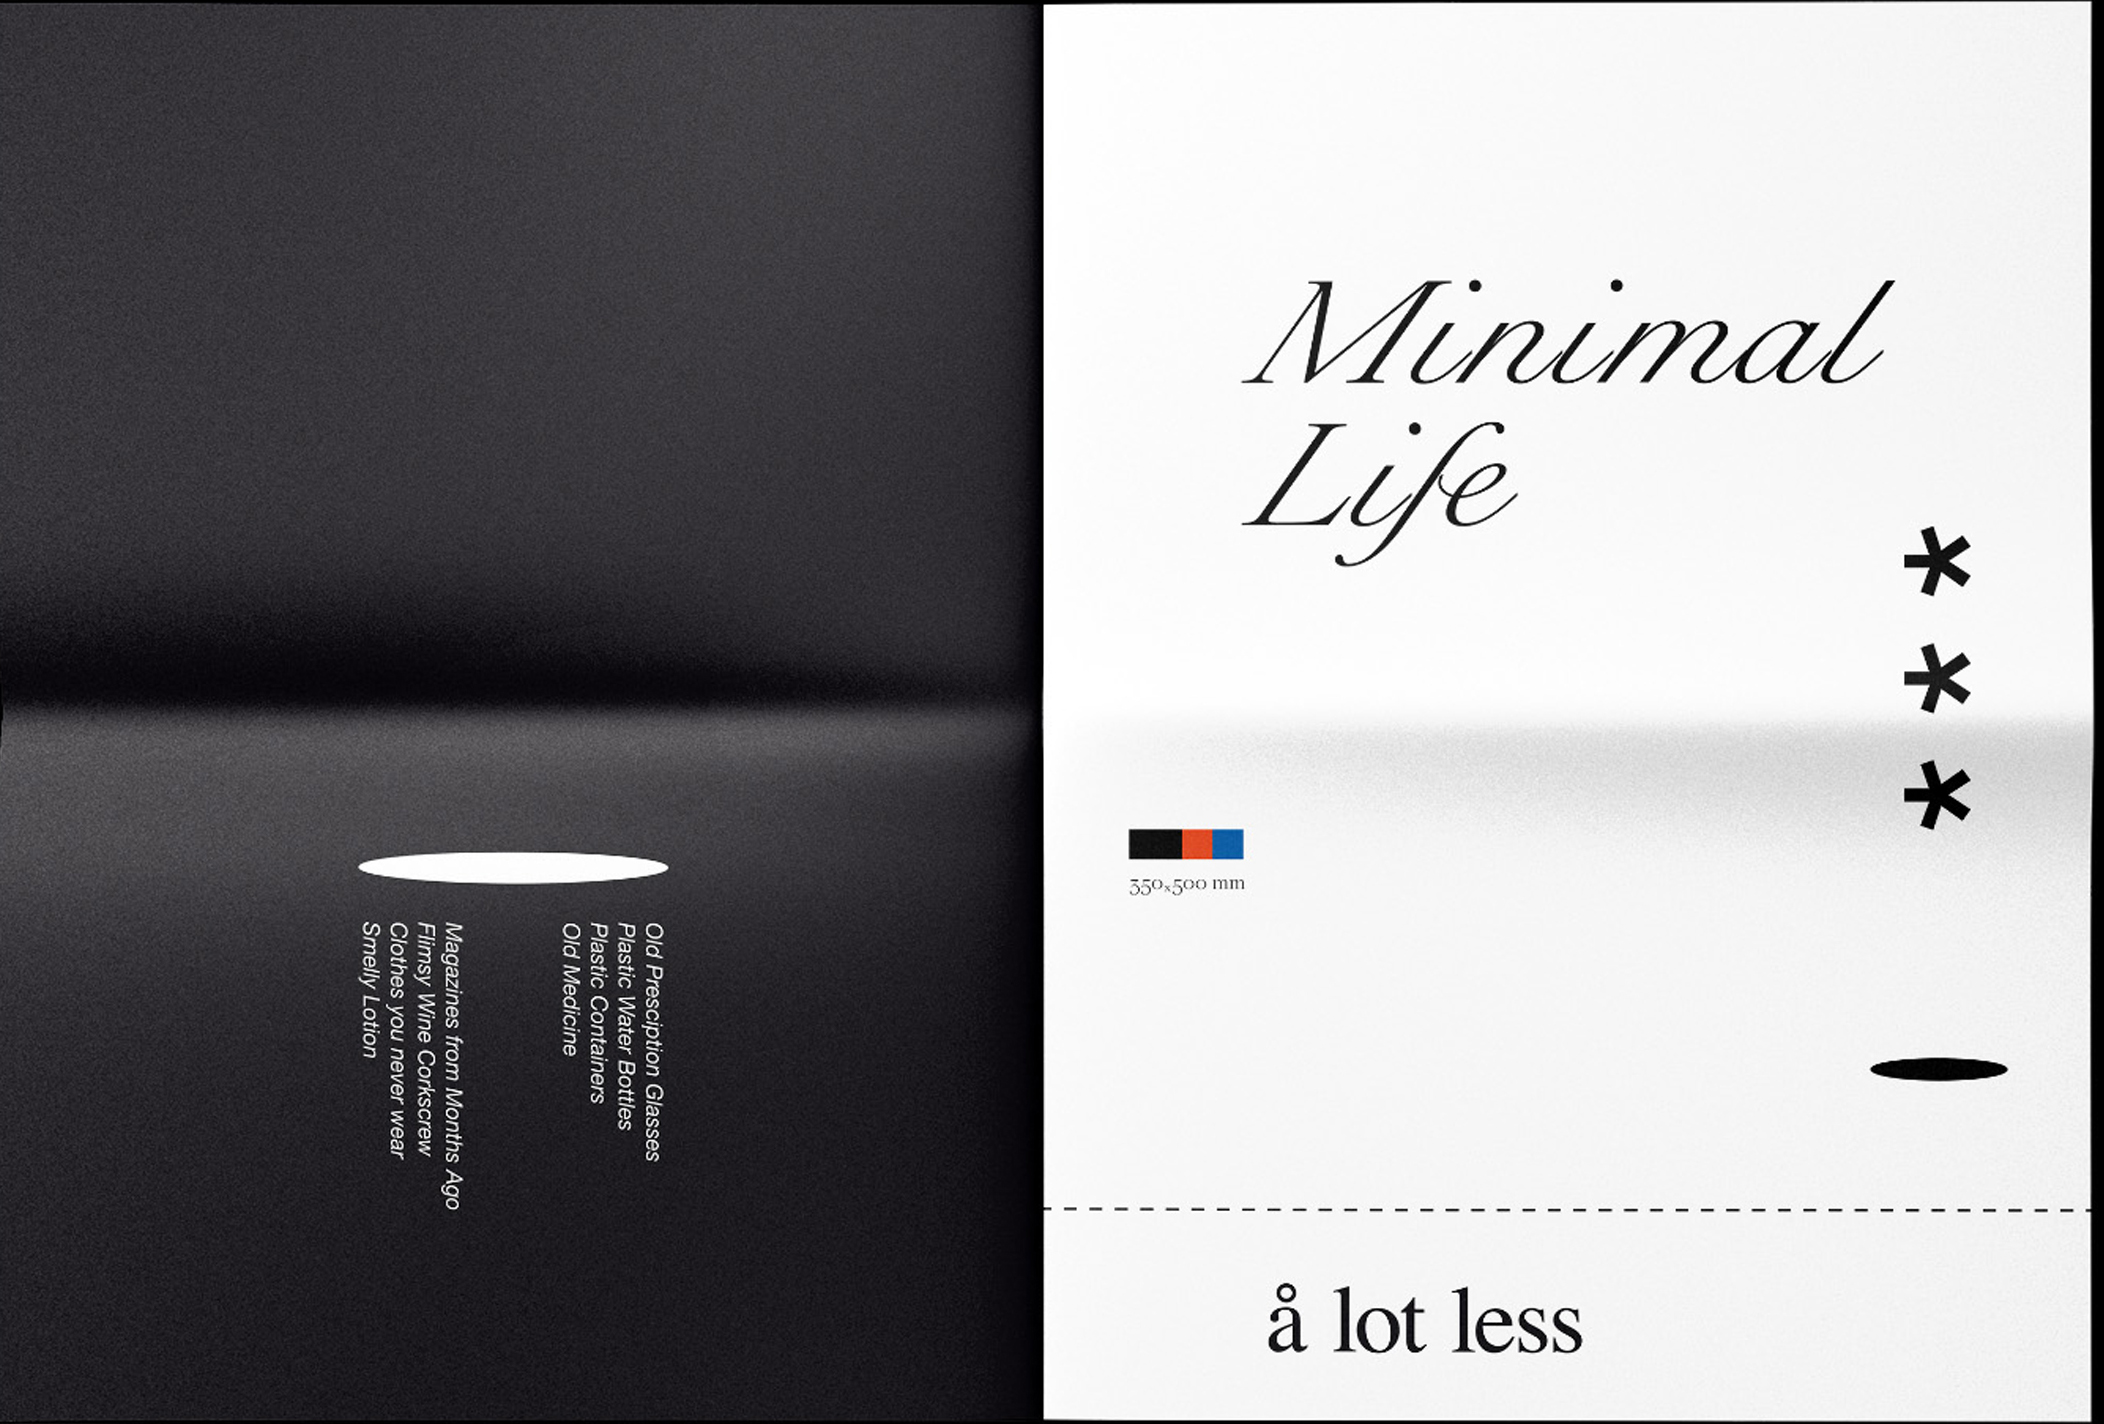 Old Presciption Glasses
Plastic Water Bottles
Plastic Containers
Old Medicine
Magazines from Months Ago
Flimsy Wine Corkscrew
Clothes you never wear
Smelly Lotion
Minimal
Life
*
*
*
350x500 mm
å lot less